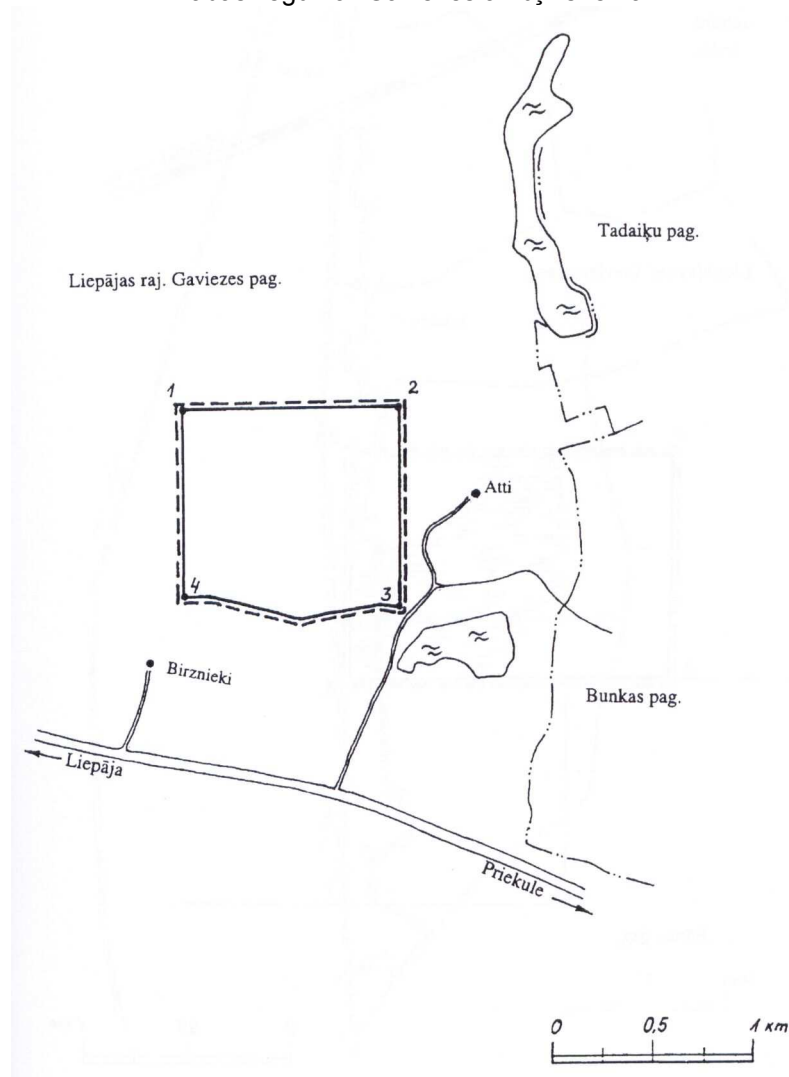 Tadaiķu pag.
Liepājas raj. Gaviezes pag.
1
2
Atti
4
3
Birznieki
Bunkas pag.
Liepāja
Priekule
0 0,5 1 km